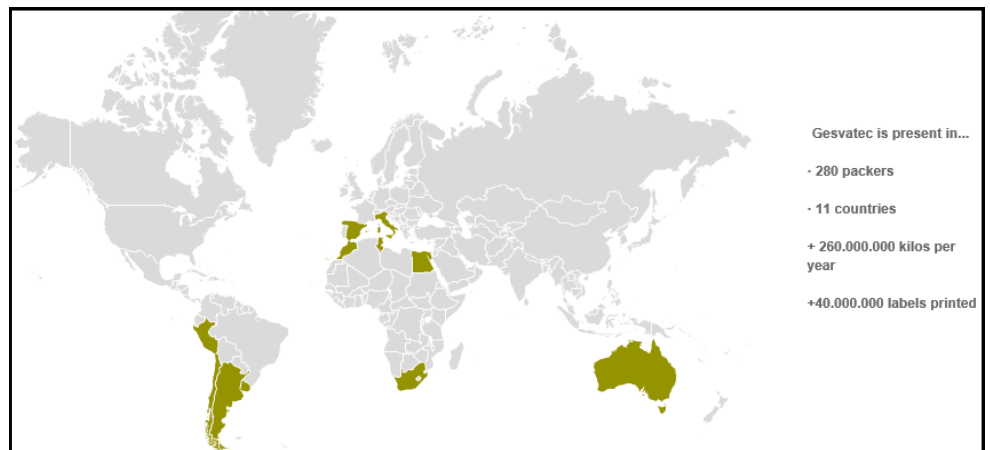 Gesvatec is present in...
· 280 packers
· 11 countries
+ 260.000.000 kilos per
year
+40.000.000 labels printed